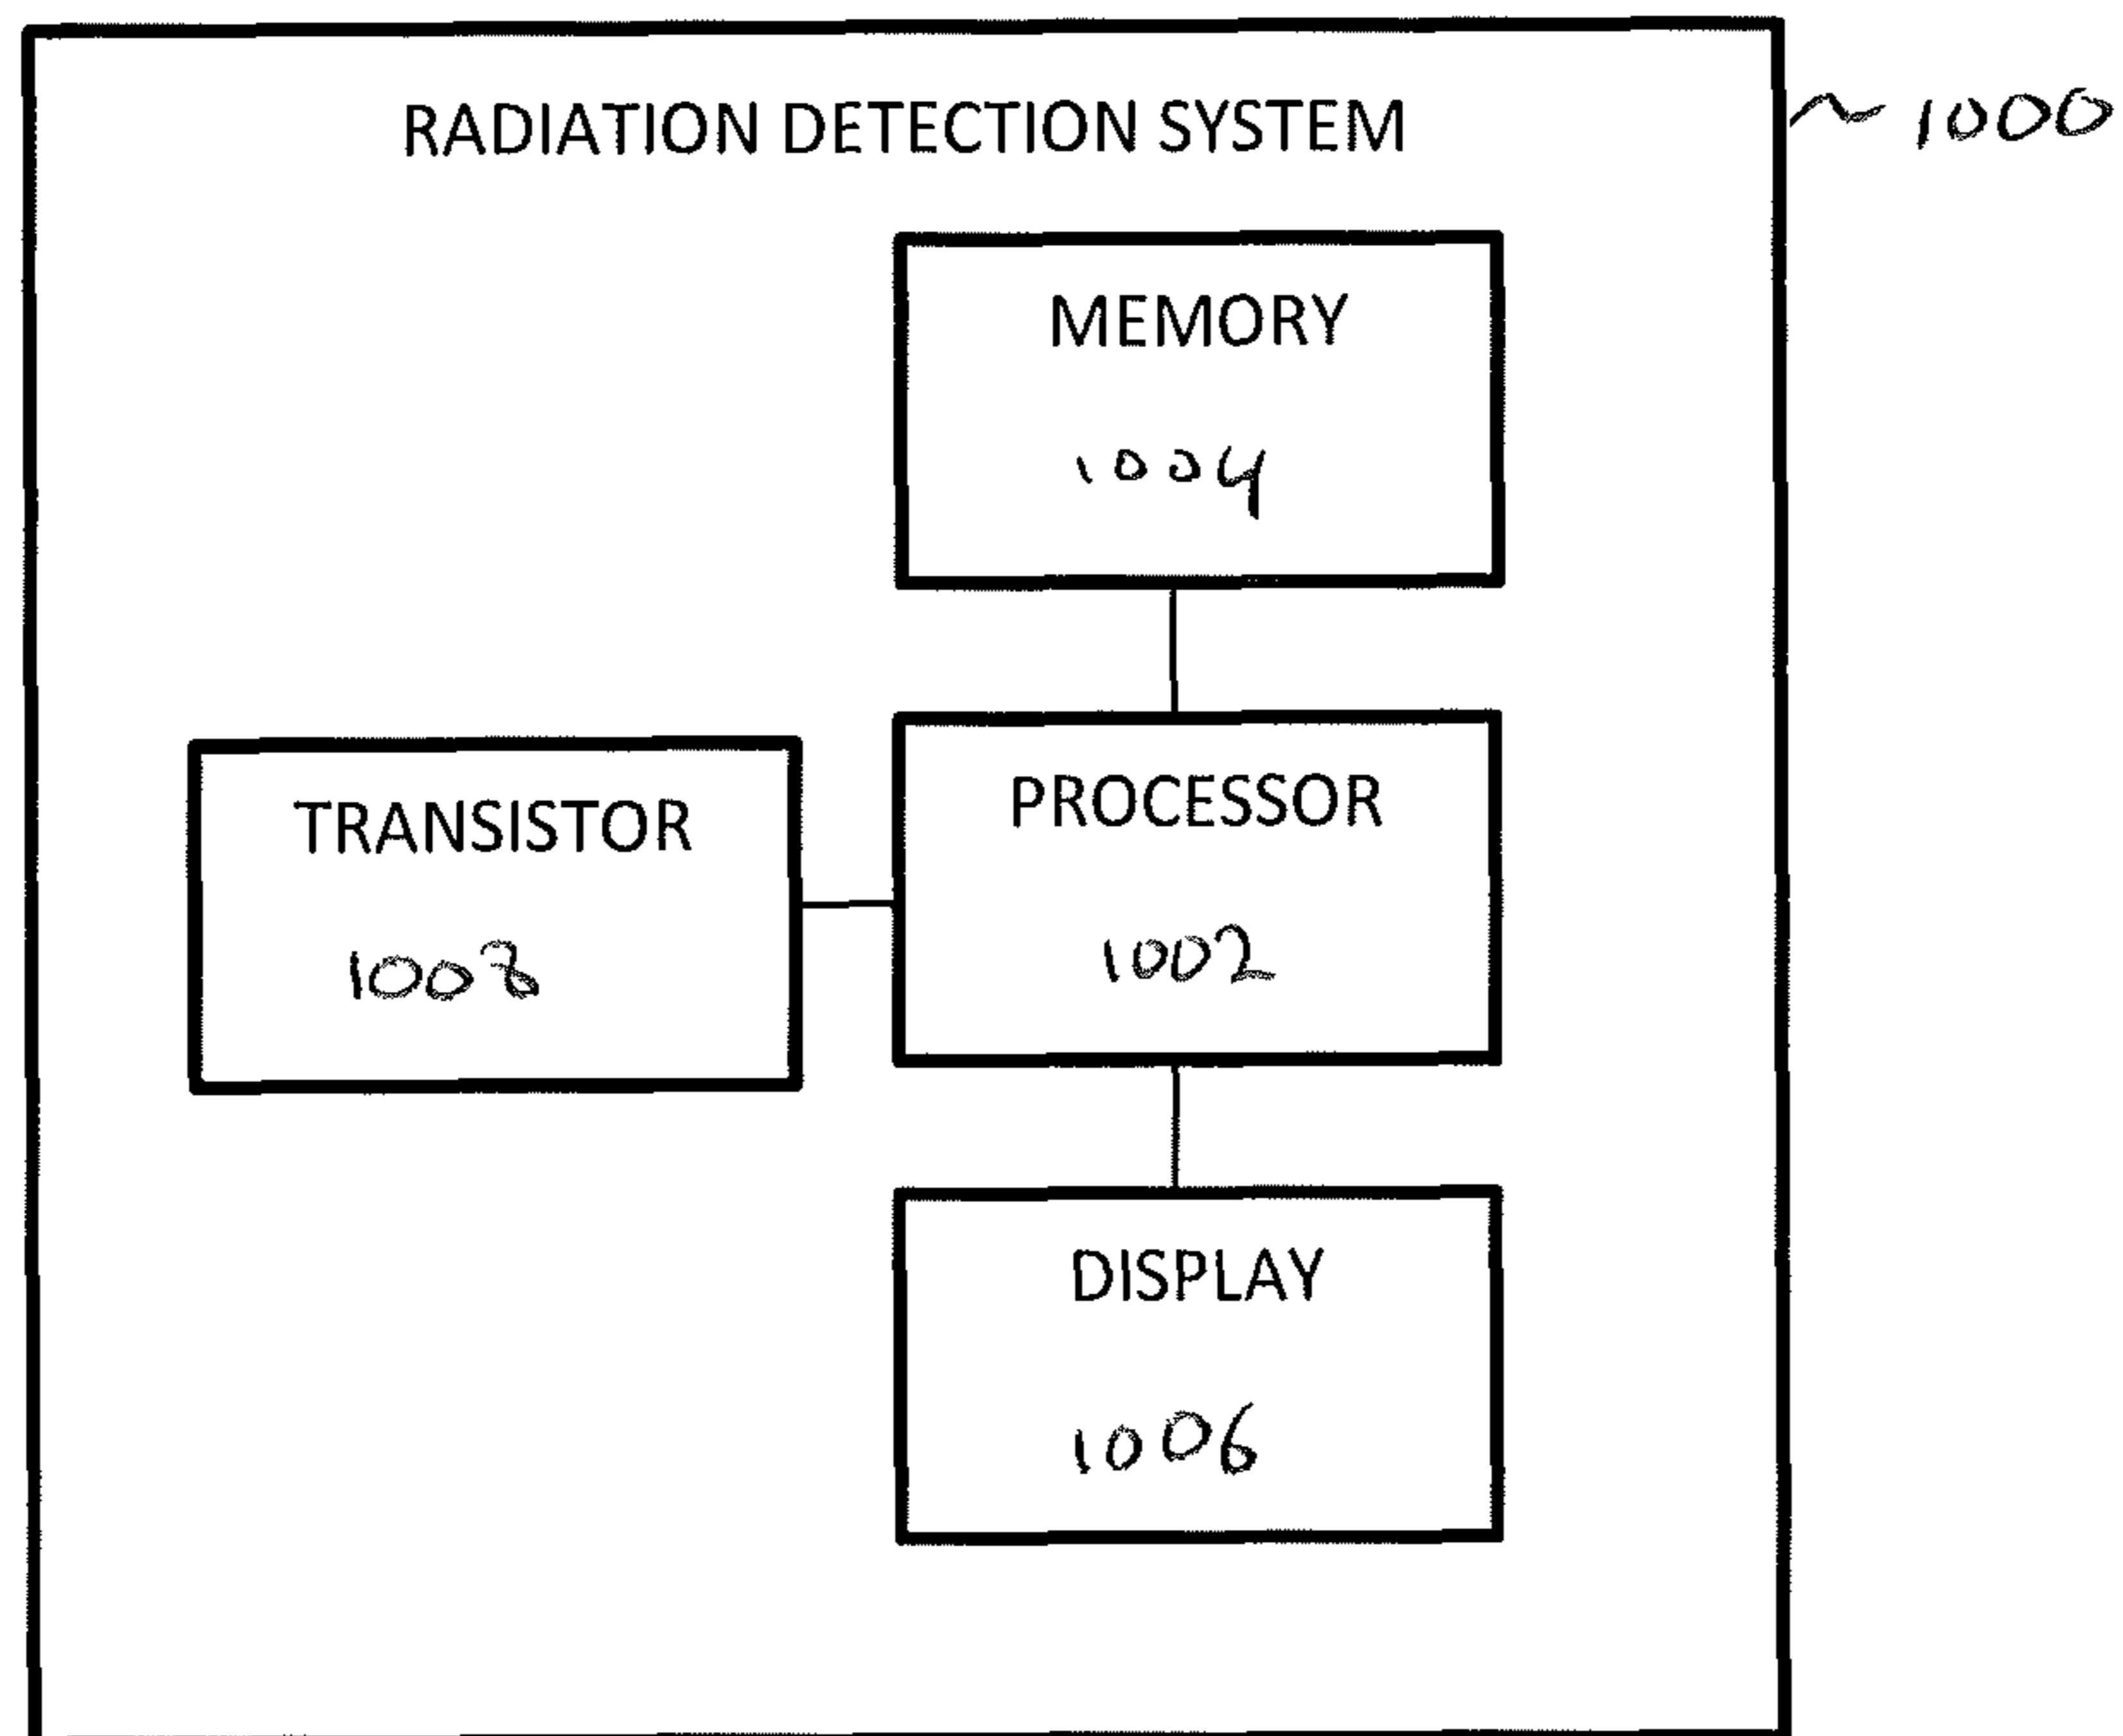 RADIATION DETECTION SYSTEM
~ 1000
MEMORY
1004
TRANSISTOR
1008
PROCESSOR
1002
DISPLAY
1006